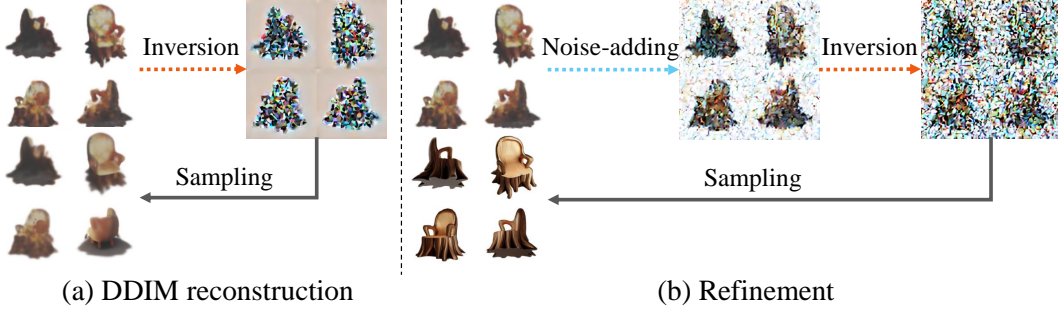 Inversion
Sampling
(a) DDIM reconstruction
Noise-adding
Inversion
Sampling
(b) Refinement